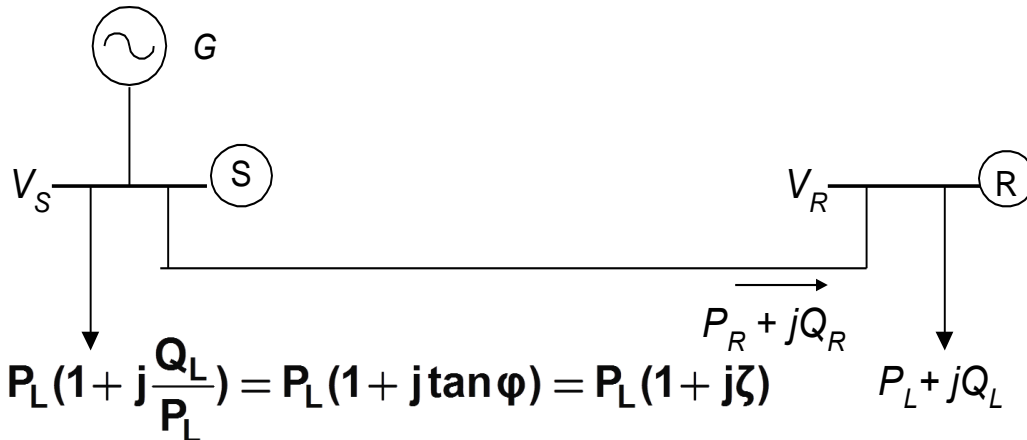 G
V_S
S
V_R
R
P_R + jQ_R
P_L(1 + j Q_L/P_L) = P_L(1 + j tan φ) = P_L(1 + jζ)
P_L + jQ_L